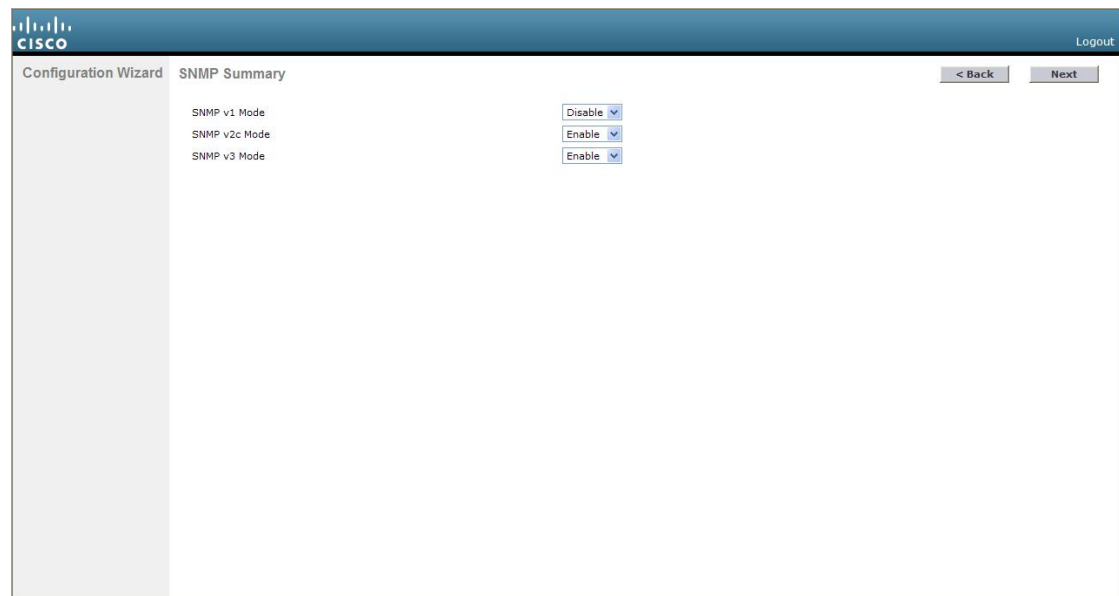 CISCO
Logout
Configuration Wizard
SNMP Summary
< Back
Next
SNMP v1 Mode
Disable
SNMP v2c Mode
Enable
SNMP v3 Mode
Enable